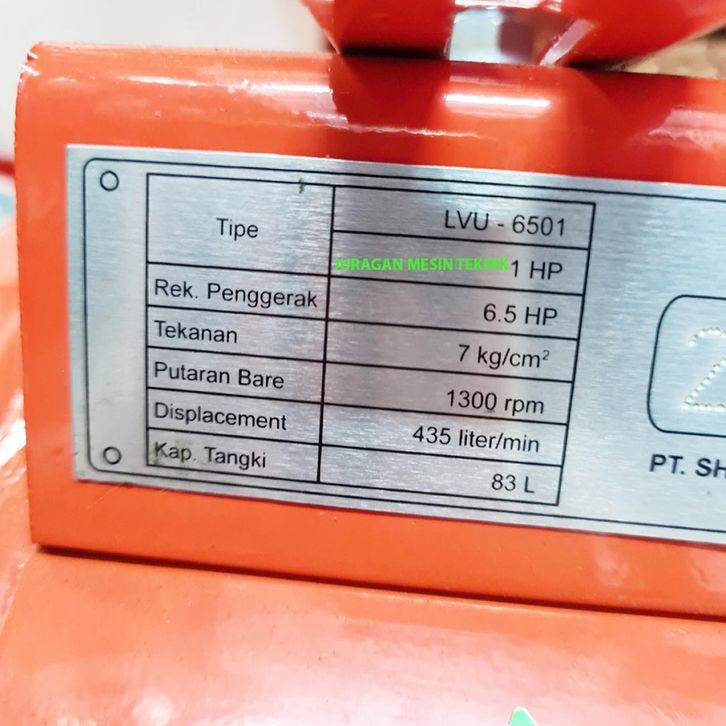 Tipe LVU - 6501
JURAGAN MESIN TEKNIK 1 HP
Rek. Penggerak 6.5 HP
Tekanan 7 kg/cm²
Putaran Bare 1300 rpm
Displacement 435 liter/min
Kap. Tangki 83 L
2
PT. SH